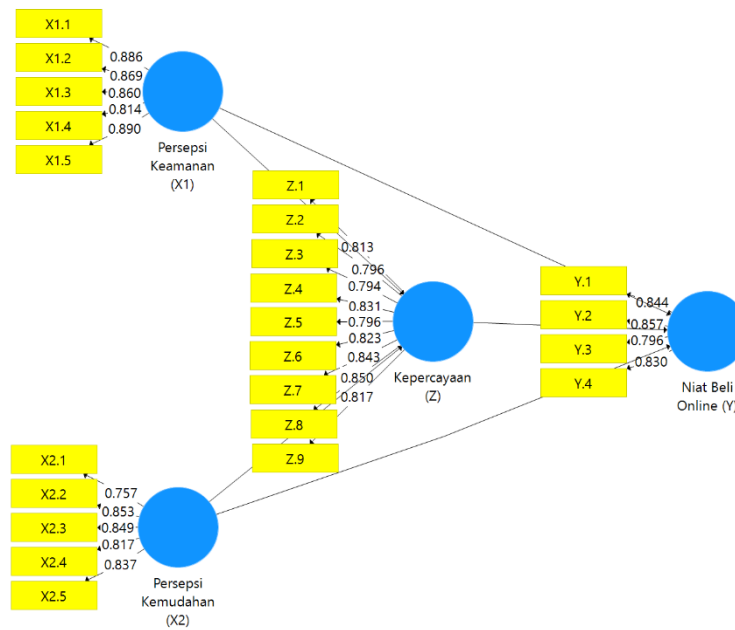 X1.1
X1.2
X1.3
X1.4
X1.5
0.886
0.869
0.860
0.814
0.890
Persepsi
Keamanan
(X1)
Z.1
Z.2
Z.3
Z.4
Z.5
Z.6
Z.7
Z.8
Z.9
0.813
0.796
0.794
0.831
0.796
0.823
0.843
0.850
0.817
Kepercayaan
(Z)
Y.1
Y.2
Y.3
Y.4
0.844
0.857
0.796
0.830
Niat Beli
Online (Y)
X2.1
X2.2
X2.3
X2.4
X2.5
0.757
0.853
0.849
0.817
0.837
Persepsi
Kemudahan
(X2)